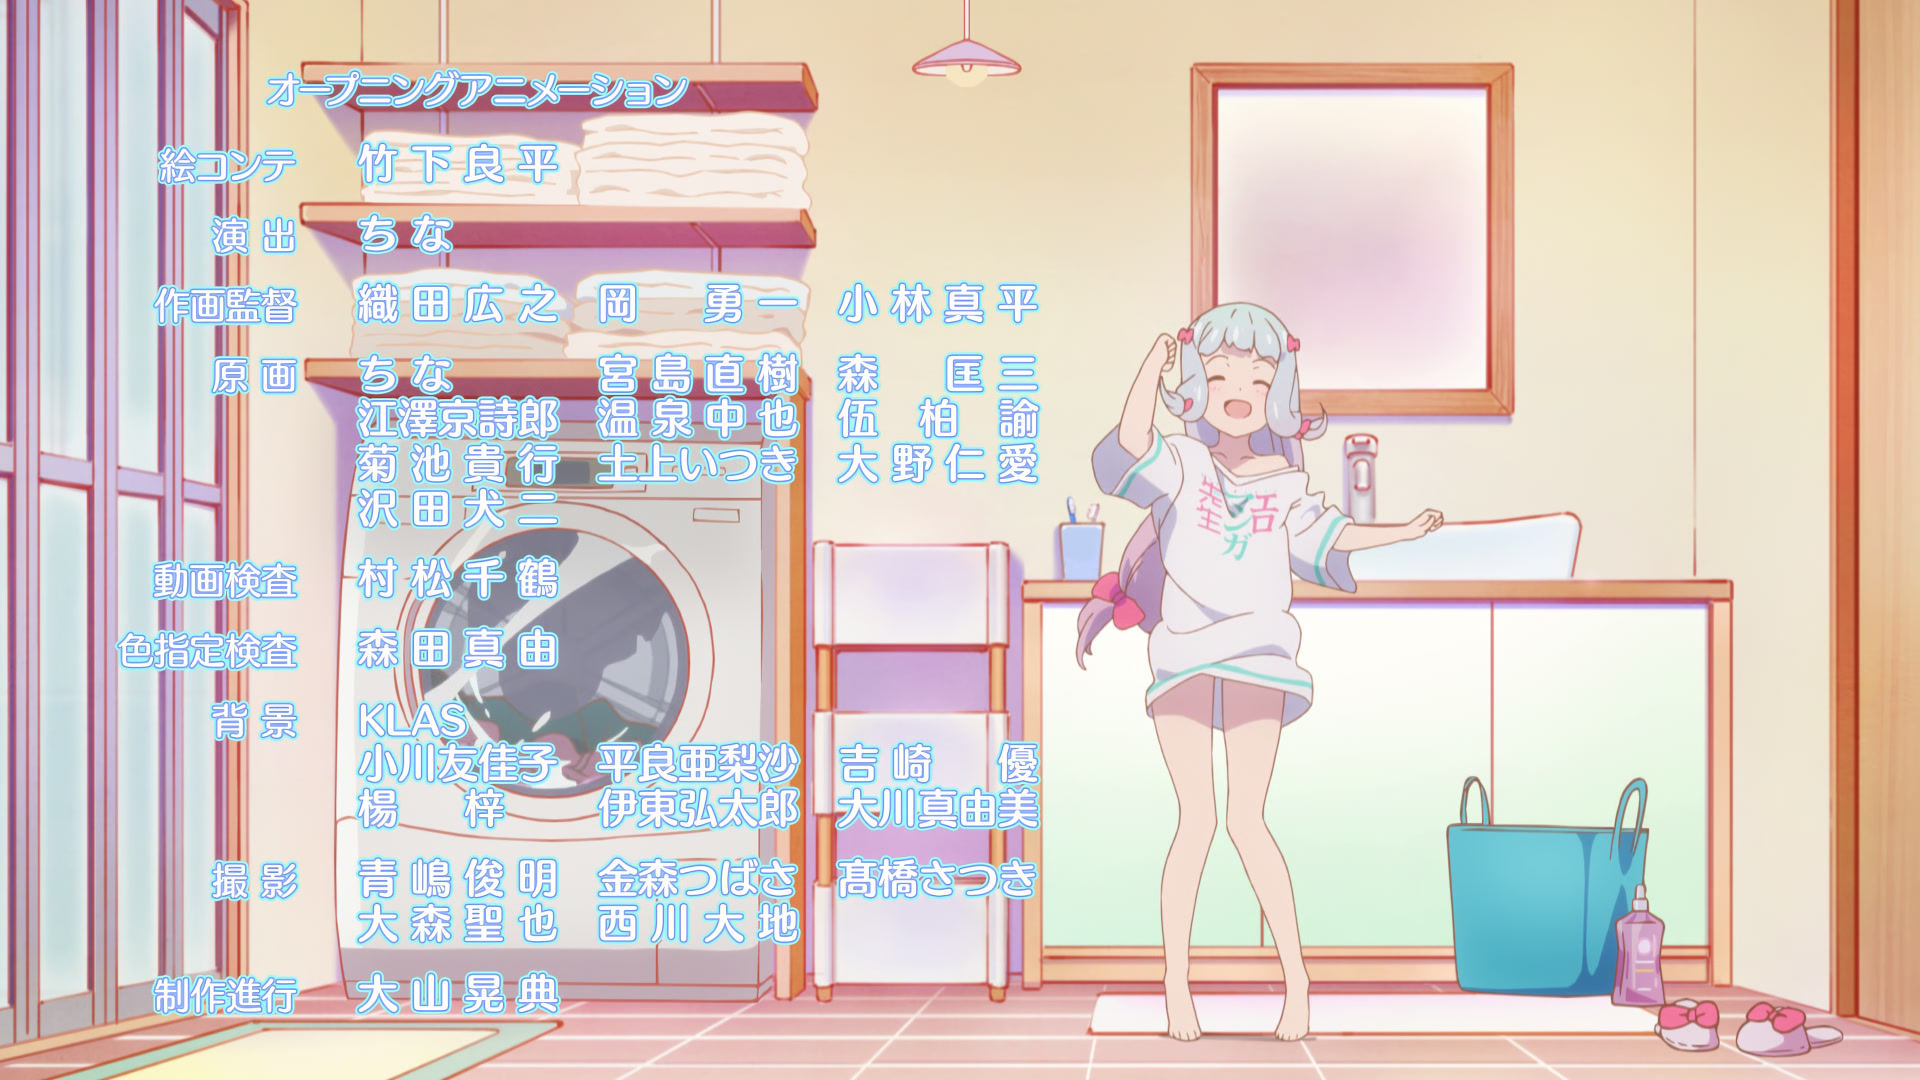 オープニングアニメーション
絵コンテ 竹下良平
演出 ちな
作画監督 織田広之 岡勇一 小林真平
原画 ちな 宮島直樹 森匡三
江澤京詩郎 温泉中也 伍柏諭
菊池貴行 土上いつき 大野仁愛
沢田犬二
動画検査 村松千鶴
色指定検査 森田真由
背景 KLAS
小川友佳子 平良亜梨沙 吉崎優
楊梓 伊東弘太郎 大川真由美
撮影 青嶋俊明 金森つばさ 髙橋さつき
大森聖也 西川大地
制作進行 大山晃典
エロ
マンガ
先生